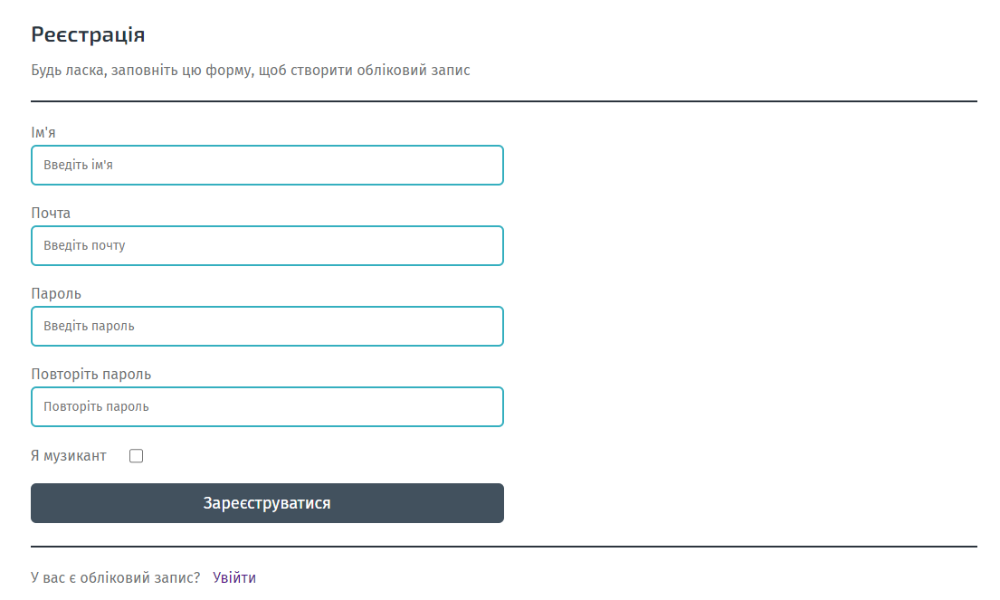 Реєстрація
Будь ласка, заповніть цю форму, щоб створити обліковий запис
Ім'я
Введіть ім'я
Почта
Введіть почту
Пароль
Введіть пароль
Повторіть пароль
Повторіть пароль
Я музикант
Зареєструватися
У вас є обліковий запис? Увійти